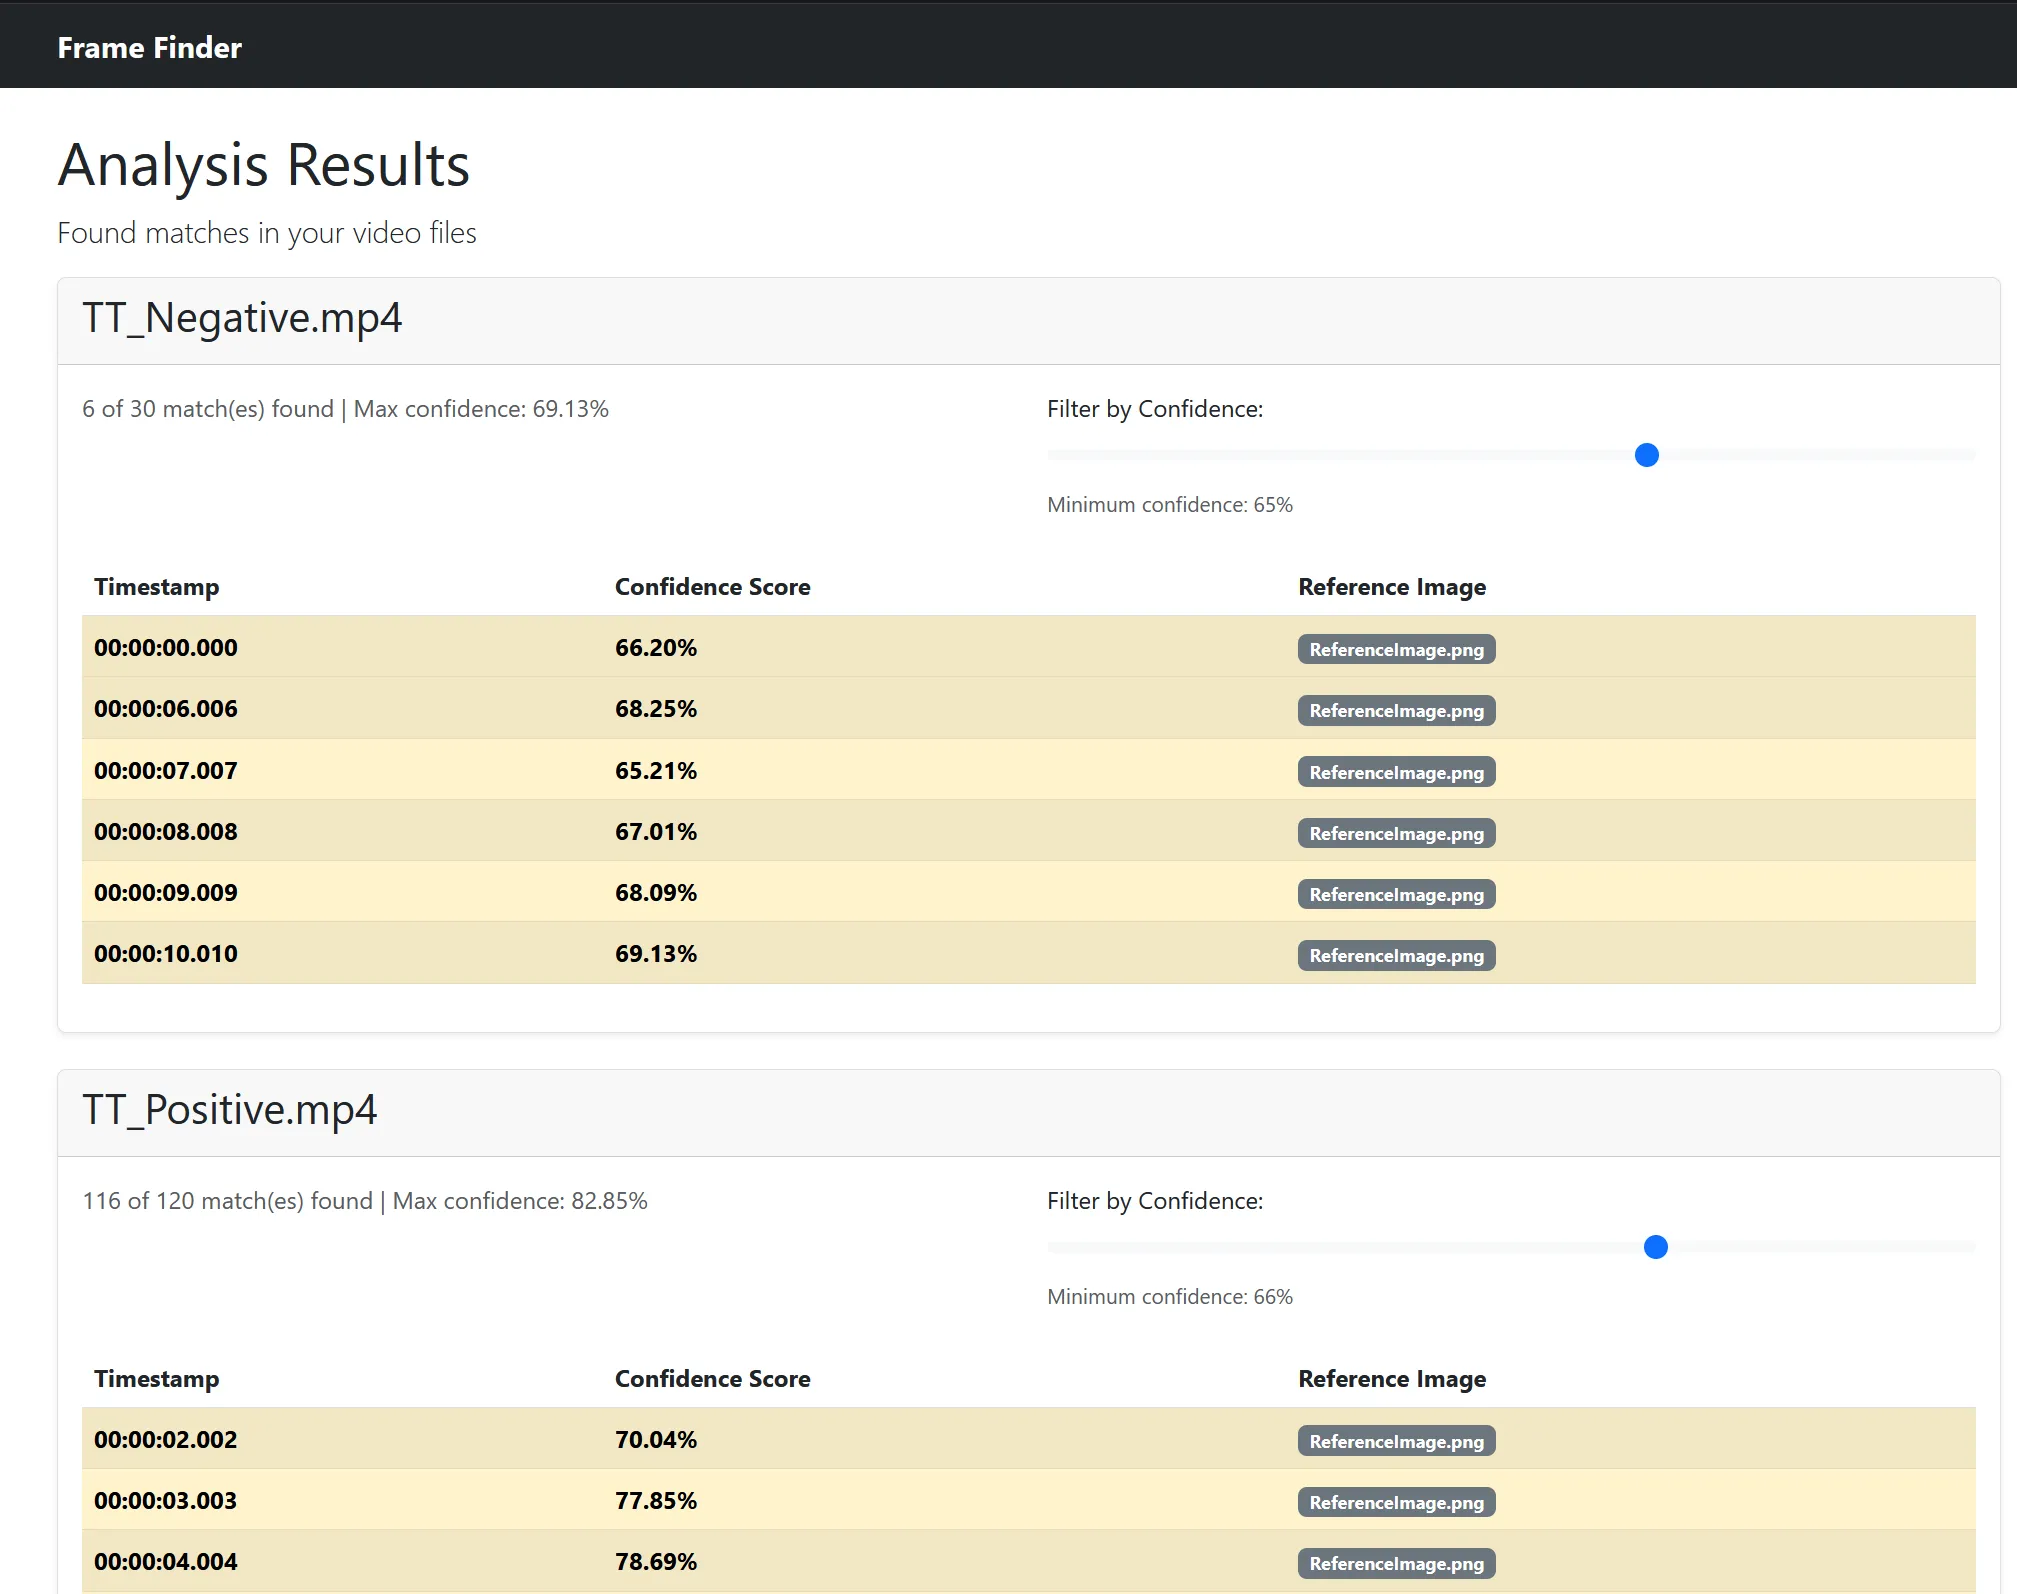 Frame Finder
Analysis Results
Found matches in your video files
TT_Negative.mp4
6 of 30 match(es) found | Max confidence: 69.13%
Filter by Confidence:
Minimum confidence: 65%
Timestamp Confidence Score Reference Image
00:00:00.000 66.20% ReferenceImage.png
00:00:06.006 68.25% ReferenceImage.png
00:00:07.007 65.21% ReferenceImage.png
00:00:08.008 67.01% ReferenceImage.png
00:00:09.009 68.09% ReferenceImage.png
00:00:10.010 69.13% ReferenceImage.png
TT_Positive.mp4
116 of 120 match(es) found | Max confidence: 82.85%
Filter by Confidence:
Minimum confidence: 66%
Timestamp Confidence Score Reference Image
00:00:02.002 70.04% ReferenceImage.png
00:00:03.003 77.85% ReferenceImage.png
00:00:04.004 78.69% ReferenceImage.png